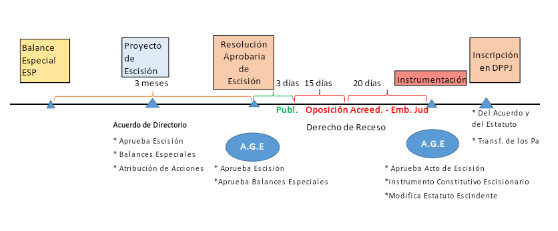 Balance
Especial
ESP
Proyecto
de
Escisión
Resolución
Aprobaria
de
Escisión
Instrumentación
Inscripción
en DPPJ
3 meses
3 días
15 días
20 días
Publ.
Oposición Acreed. - Emb. Jud
Derecho de Receso
Acuerdo de Directorio
* Aprueba Escisión
* Balances Especiales
* Atribución de Acciones
A.G.E
* Aprueba Escisión
*Aprueba Balances Especiales
A.G.E
* Aprueba Acto de Escisión
*Instrumento Constitutivo Escisionario
*Modifica Estatuto Escindente
* Del Acuerdo y
del Estatuto
* Transf. de los Pa